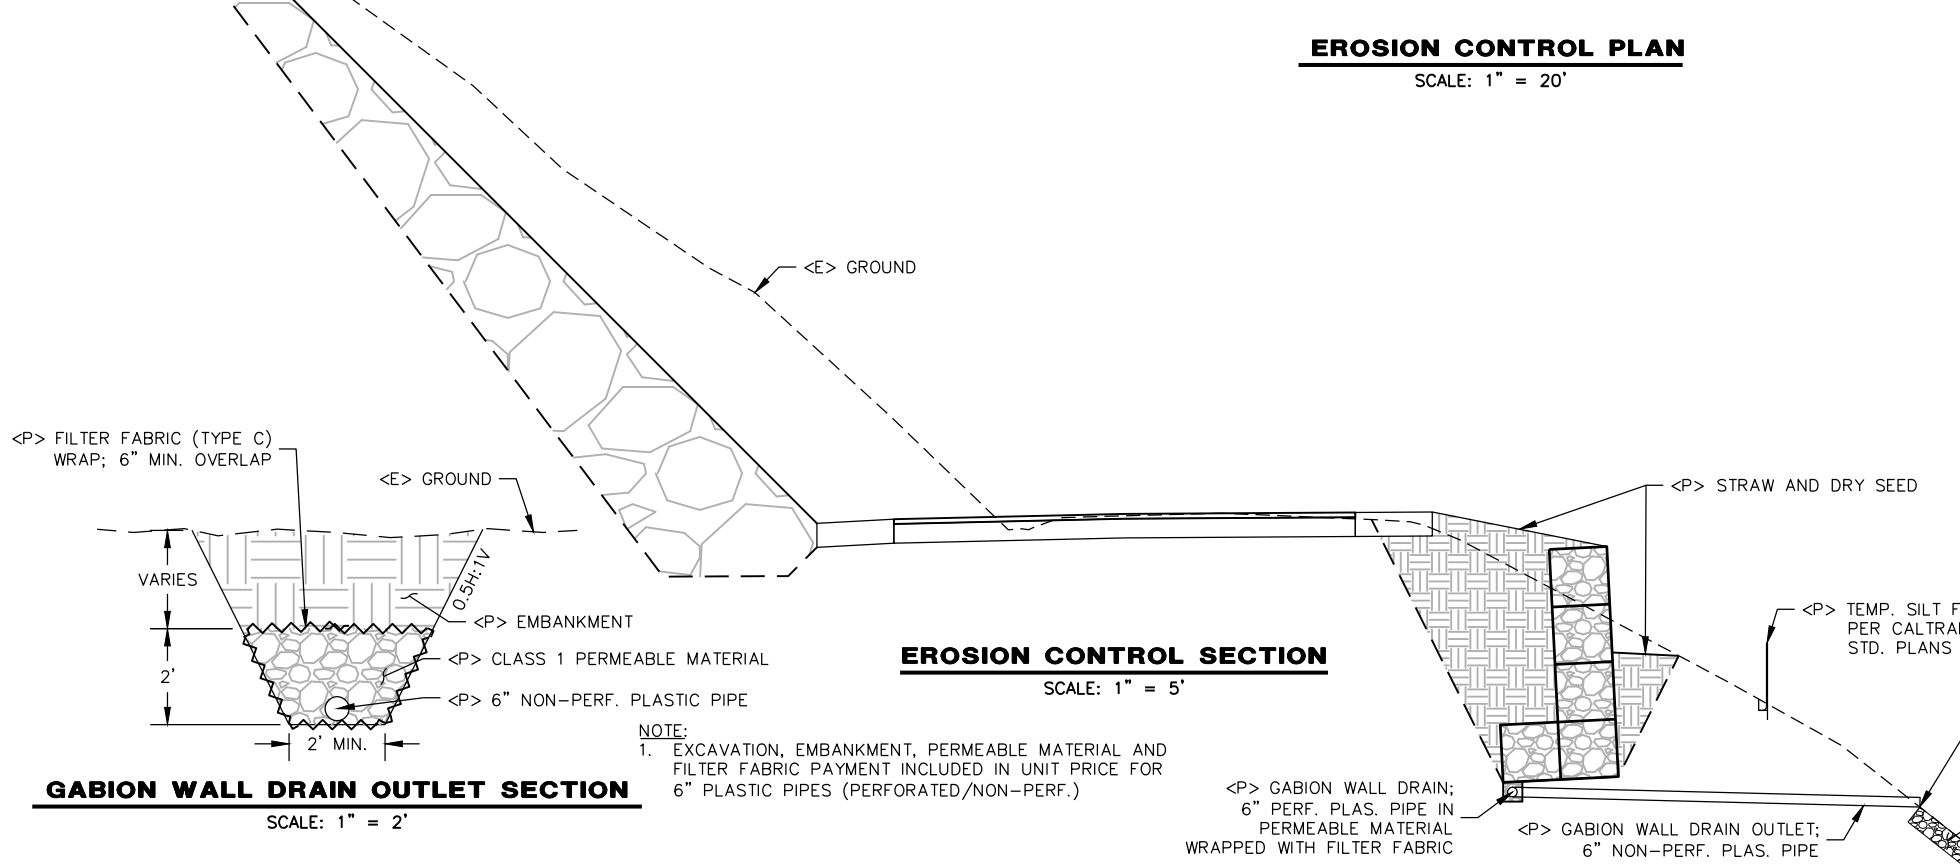 EROSION CONTROL PLAN
SCALE: 1" = 20'
<E> GROUND
<P> FILTER FABRIC (TYPE C)
WRAP; 6" MIN. OVERLAP
<E> GROUND
VARIES
0.5H:1V
<P> EMBANKMENT
<P> CLASS 1 PERMEABLE MATERIAL
2'
<P> 6" NON-PERF. PLASTIC PIPE
2' MIN.
GABION WALL DRAIN OUTLET SECTION
SCALE: 1" = 2'
NOTE:
1. EXCAVATION, EMBANKMENT, PERMEABLE MATERIAL AND
FILTER FABRIC PAYMENT INCLUDED IN UNIT PRICE FOR
6" PLASTIC PIPES (PERFORATED/NON-PERF.)
EROSION CONTROL SECTION
SCALE: 1" = 5'
<P> STRAW AND DRY SEED
<P> TEMP. SILT
PER
STD. PLANS
<P> GABION WALL DRAIN;
6" PERF. PLAS. PIPE IN
PERMEABLE MATERIAL
WRAPPED WITH FILTER FABRIC
<P> GABION WALL DRAIN OUTLET;
6" NON-PERF. PLAS. PIPE